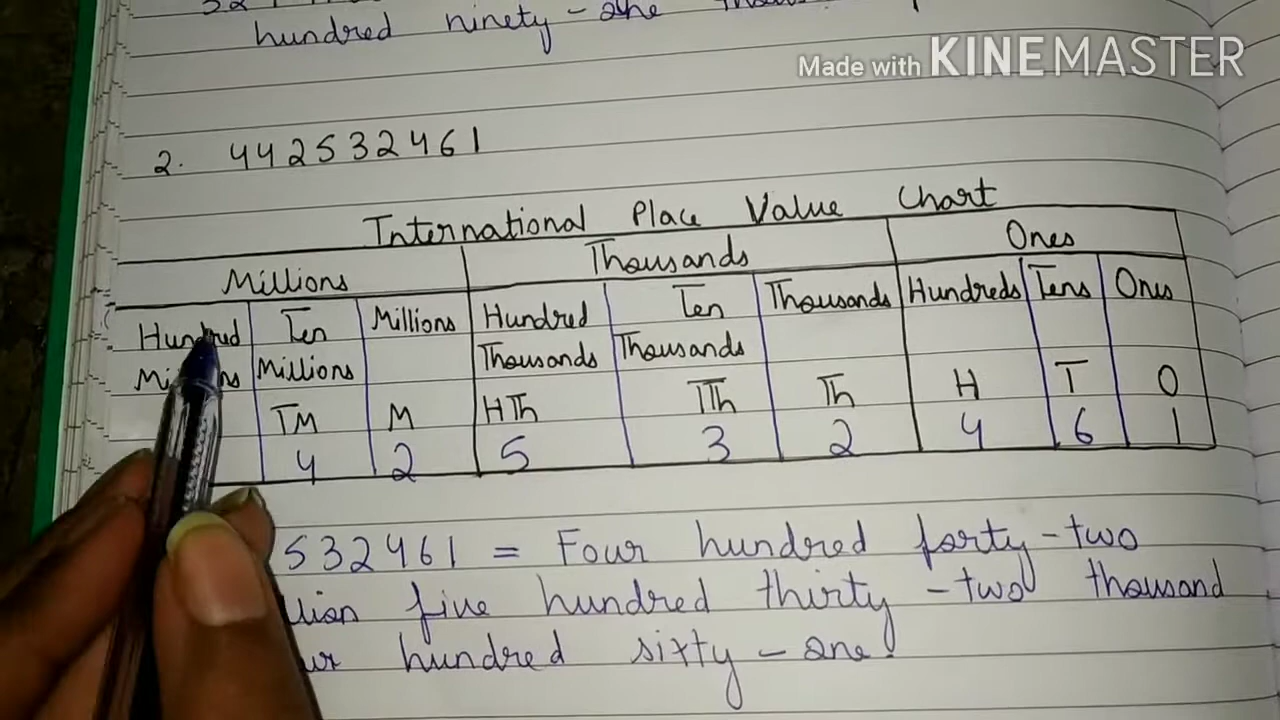 hundred ninety-one
Made with KINEMASTER
2. 442532461
International Place Value Chart
Millions Thousands Ones
Hundred Ten Millions Hundred Ten Thousands Hundreds Tens Ones
Millions Thousands Thousands
TM M HTh TTh Th H T O
4 2 5 3 2 4 6 1
532461 = Four hundred forty-two
five hundred thirty-two thousand
hundred sixty-one.